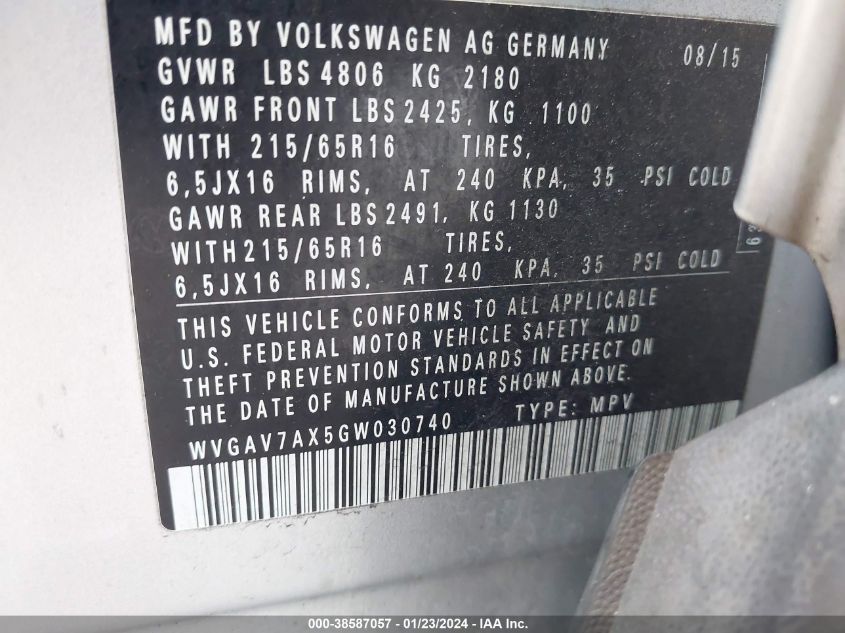 MFD BY VOLKSWAGEN AG GERMANY 08/15
GVWR LBS 4806 KG 2180
GAWR FRONT LBS 2425, KG 1100
WITH 215/65R16 TIRES,
6,5JX16 RIMS, AT 240 KPA, 35 PSI COLD
GAWR REAR LBS 2491, KG 1130
WITH 215/65R16 TIRES,
6,5JX16 RIMS, AT 240 KPA, 35 PSI COLD
THIS VEHICLE CONFORMS TO ALL APPLICABLE
U.S. FEDERAL MOTOR VEHICLE SAFETY AND
THEFT PREVENTION STANDARDS IN EFFECT ON
THE DATE OF MANUFACTURE SHOWN ABOVE.
WVGAV7AX5GW030740 TYPE: MPV
000-38587057 - 01/23/2024 - IAA Inc.